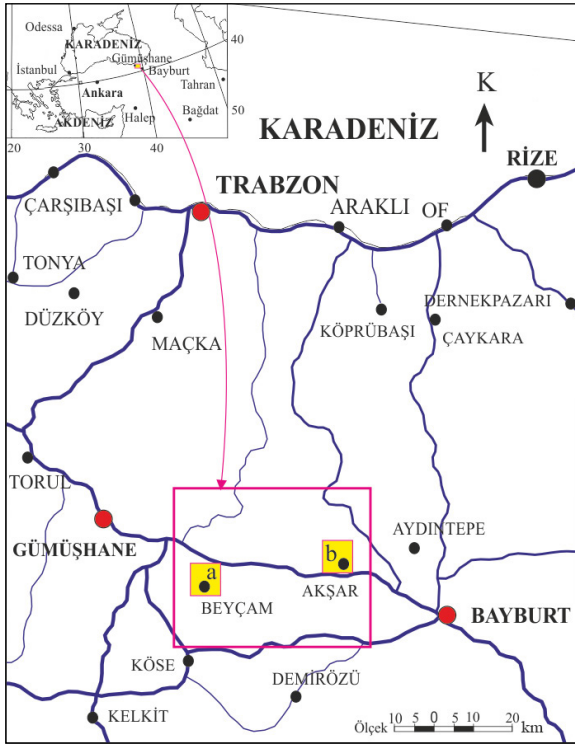 Odessa
KARADENİZ
40
Gümüşhane
İstanbul
Bayburt
Ankara
Tahran
50
AKDENİZ
Halep
Bağdat
20
30
40
K
KARADENİZ
RİZE
TRABZON
ÇARŞIBAŞI
ARAKLI
OF
TONYA
DERNEKPAZARI
DÜZKÖY
KÖPRÜBAŞI
ÇAYKARA
MAÇKA
TORUL
AYDINTEPE
GÜMÜŞHANE
a
b
BEYÇAM
AKŞAR
BAYBURT
KÖSE
DEMİRÖZÜ
KELKİT
Ölçek
10 5 0 10 20
km